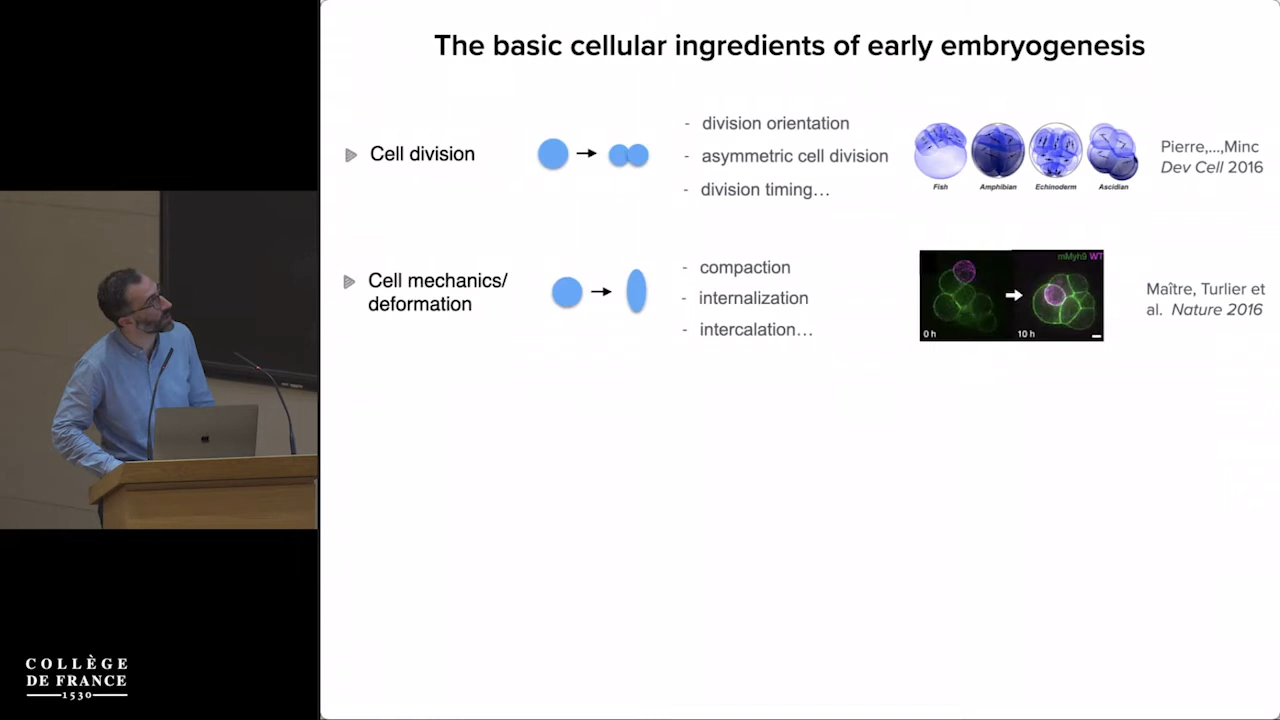 The basic cellular ingredients of early embryogenesis
Cell division
- division orientation
- asymmetric cell division
- division timing…
Fish
Amphibian
Echinoderm
Ascidian
Pierre,...,Minc
Dev Cell 2016
Cell mechanics/
deformation
- compaction
- internalization
- intercalation…
mMyh9 WT
0 h
10 h
Maître, Turlier et
al. Nature 2016
COLLÈGE
DE FRANCE
1530